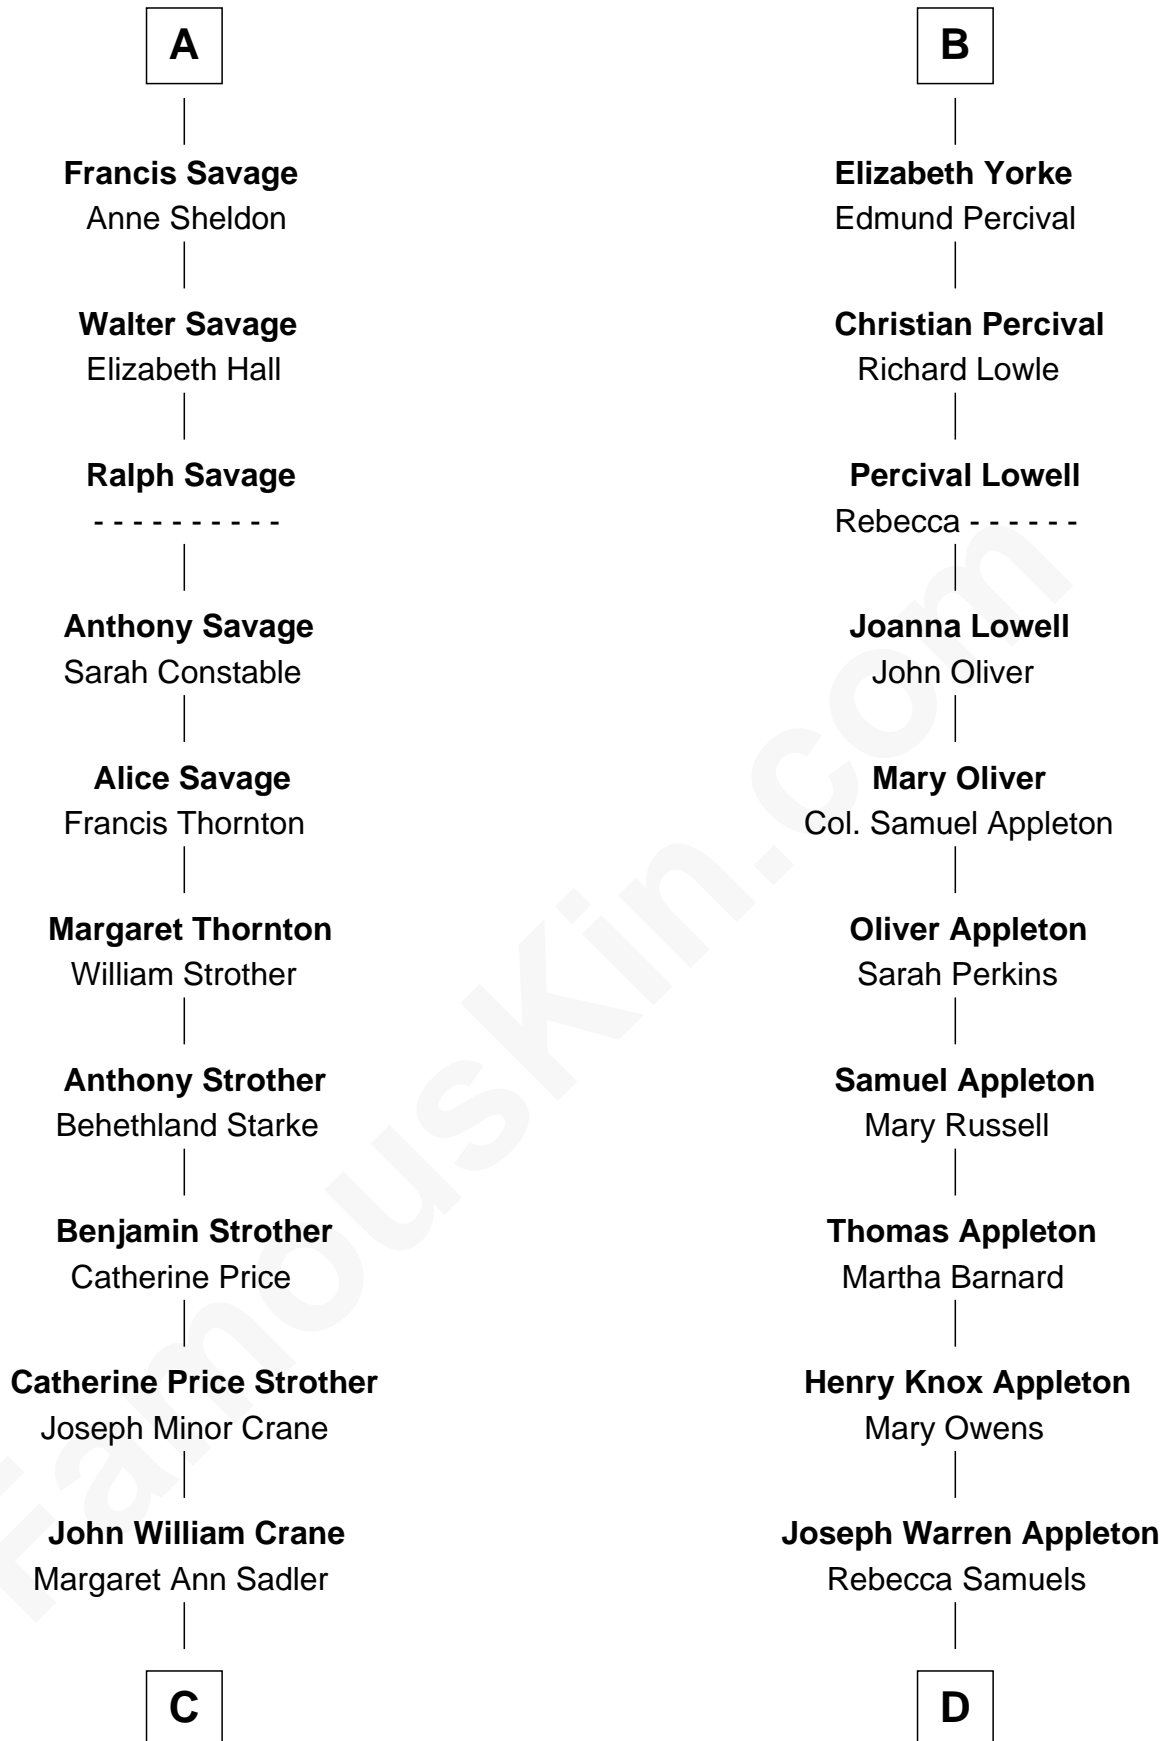 A
Francis Savage
Anne Sheldon
Walter Savage
Elizabeth Hall
Ralph Savage
- - - - - - - - - -
Anthony Savage
Sarah Constable
Alice Savage
Francis Thornton
Margaret Thornton
William Strother
Anthony Strother
Behethland Starke
Benjamin Strother
Catherine Price
Catherine Price Strother
Joseph Minor Crane
John William Crane
Margaret Ann Sadler
C
B
Elizabeth Yorke
Edmund Percival
Christian Percival
Richard Lowle
Percival Lowell
Rebecca - - - - - -
Joanna Lowell
John Oliver
Mary Oliver
Col. Samuel Appleton
Oliver Appleton
Sarah Perkins
Samuel Appleton
Mary Russell
Thomas Appleton
Martha Barnard
Henry Knox Appleton
Mary Owens
Joseph Warren Appleton
Rebecca Samuels
D
FamousKin.com